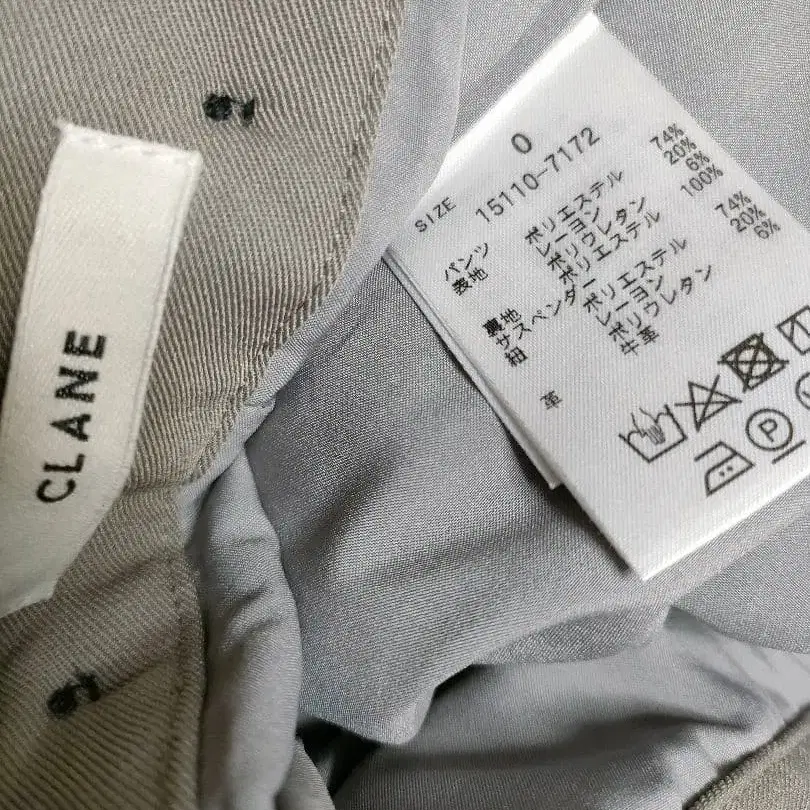 CLANE
SIZE 0
15110-7172
パンツ
表地 ポリエステル 74%
レーヨン 20%
ポリウレタン 6%
裏地 ポリエステル 100%
サスペンダー
紐 ポリエステル 74%
レーヨン 20%
ポリウレタン 6%
革 牛革
P